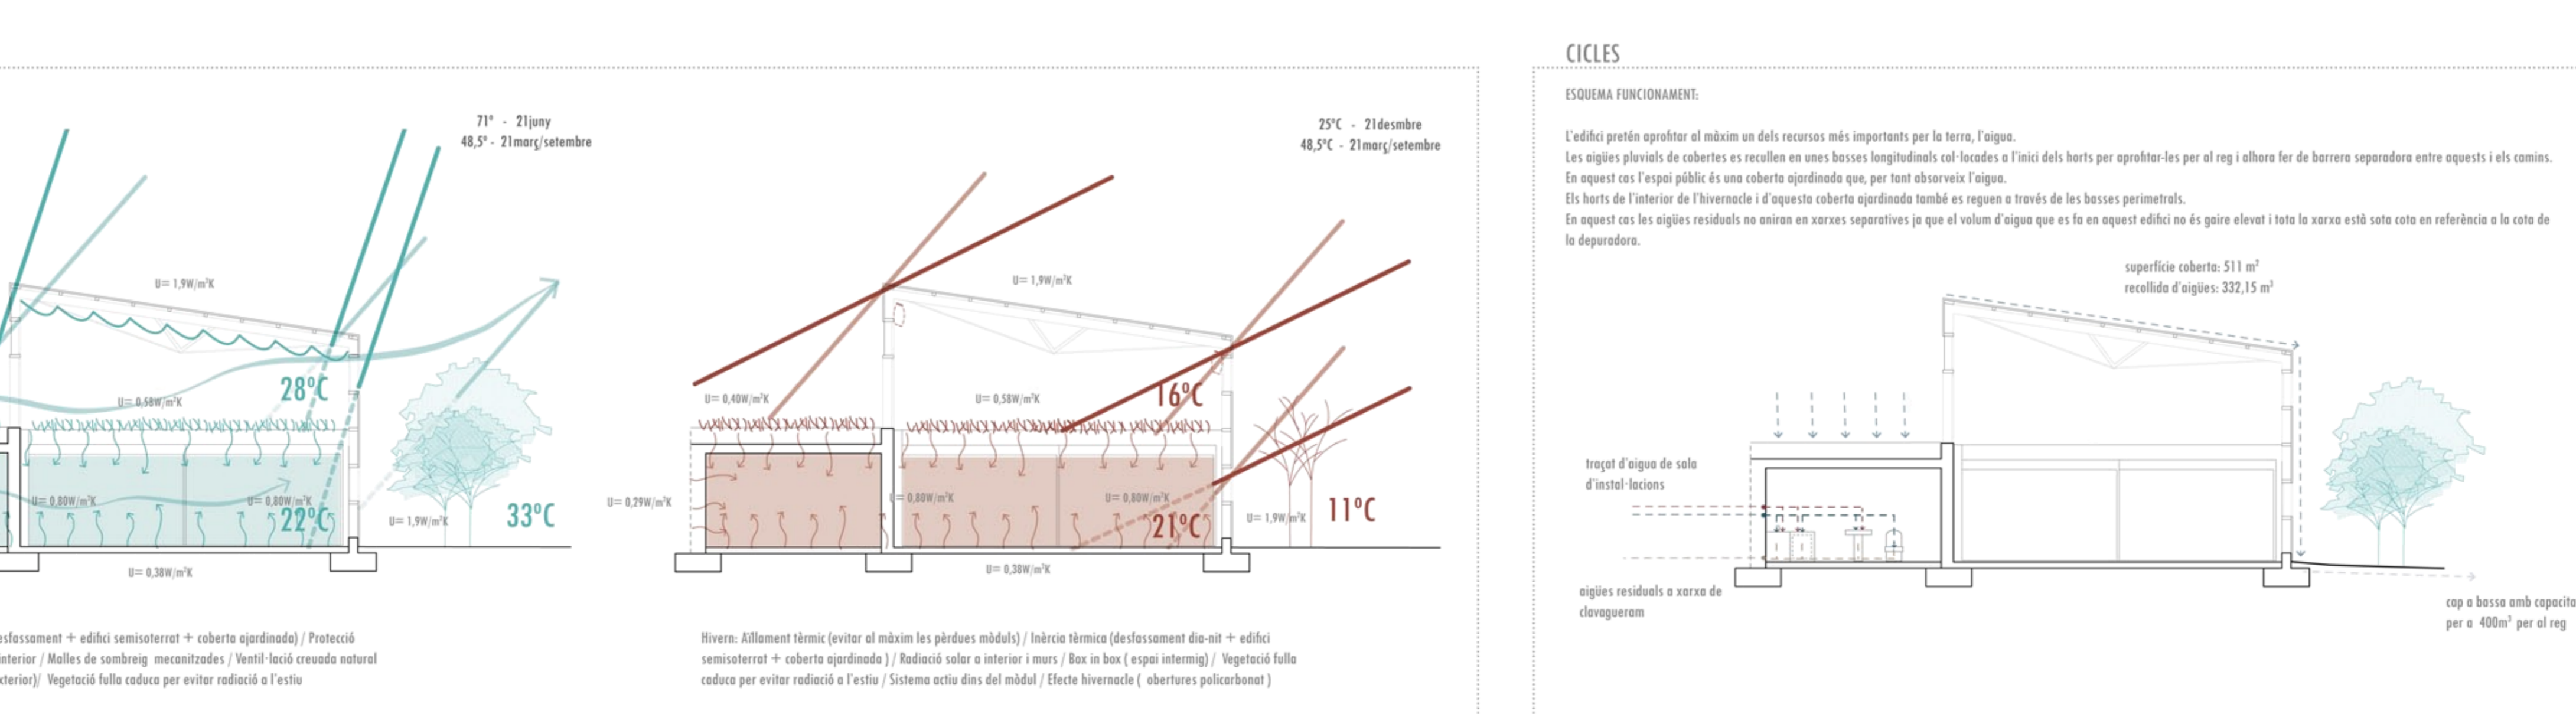 CICLES
ESQUEMA FUNCIONAMENT:
L'edifici pretén aprofitar al màxim un dels recursos més importants per la terra, l'aigua.
Les aigües pluvials de cobertes es recullen en unes basses longitudinals col·locades a l'inici dels horts per aprofitar-les per al reg i alhora fer de barrera separadora entre aquests i els camins.
En aquest cas l'espai públic és una coberta ajardinada que, per tant absorveix l'aigua.
Els horts de l'interior de l'hivernacle i d'aquesta coberta ajardinada també es reguen a través de les basses perimetrals.
En aquest cas les aigües residuals no aniran en xarxes separatives ja que el volum d'aigua que es fa en aquest edifici no és gaire elevat i tota la xarxa està sota cota en referència a la cota de
la depuradora.
71º - 21juny
48,5º - 21març/setembre
U= 1,9W/m²K
28ºC
U= 0,58W/m²K
U= 0,80W/m²K
U= 0,80W/m²K
22ºC
U= 1,9W/m²K
33ºC
U= 0,38W/m²K
esfassament + edifici semisoterrat + coberta ajardinada) / Protecció
interior / Malles de sombreig mecanitzades / Ventil·lació creuada natural
xterior)/ Vegetació fulla caduca per evitar radiació a l'estiu
25ºC - 21desmbre
48,5ºC - 21març/setembre
U= 1,9W/m²K
U= 0,40W/m²K
U= 0,58W/m²K
16ºC
U= 0,29W/m²K
U= 0,80W/m²K
U= 0,80W/m²K
21ºC
U= 1,9W/m²K
11ºC
U= 0,38W/m²K
Hivern: Aïllament tèrmic (evitar al màxim les pèrdues mòduls) / Inèrcia tèrmica (desfassament dia-nit + edifici
semisoterrat + coberta ajardinada ) / Radiació solar a interior i murs / Box in box ( espai intermig) / Vegetació fulla
caduca per evitar radiació a l'estiu / Sistema actiu dins del mòdul / Efecte hivernacle ( obertures policarbonat )
superfície coberta: 511 m²
recollida d'aigües: 332,15 m³
traçat d'aigua de sala
d'instal·lacions
aigües residuals a xarxa de
clavagueram
cap a bassa amb capacita
per a 400m³ per al reg